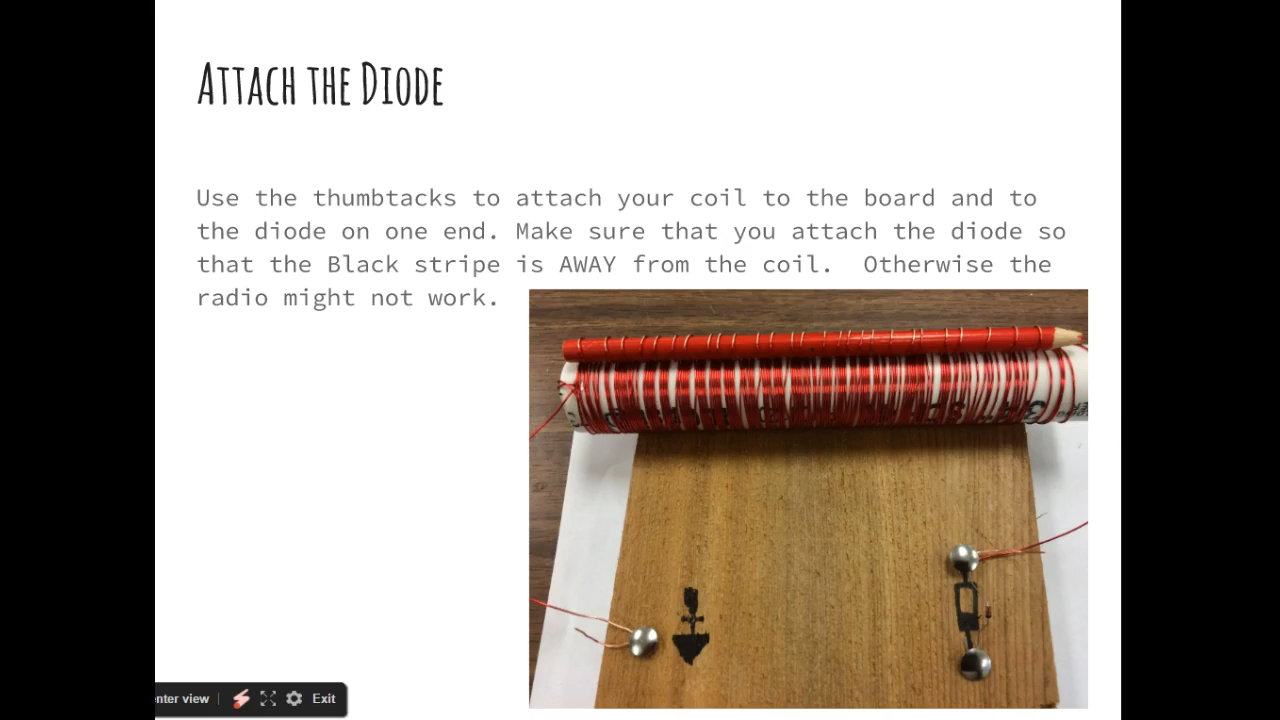 Attach the Diode
Use the thumbtacks to attach your coil to the board and to
the diode on one end. Make sure that you attach the diode so
that the Black stripe is AWAY from the coil. Otherwise the
radio might not work.
enter view
Exit